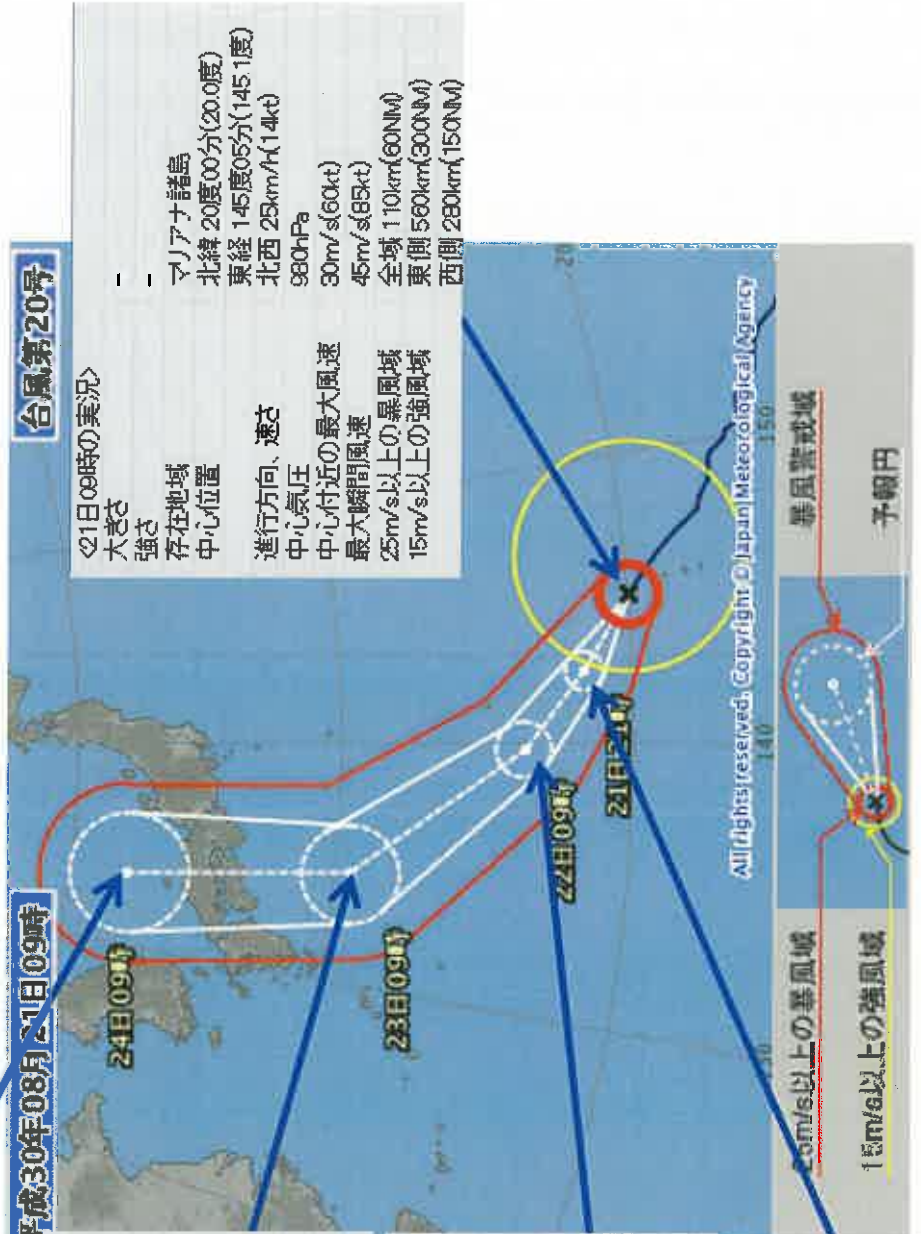 平成30年08月21日09時
台風第20号
<21日09時の実況>
大きさ -
強さ -
存在地域 マリアナ諸島
中心位置 北緯 20度00分(20.0度)
東経 145度05分(145.1度)
進行方向、速さ 北西 25km/h(14kt)
中心気圧 980hPa
中心付近の最大風速 30m/s(60kt)
最大瞬間風速 45m/s(85kt)
25m/s以上の暴風域 全域 110km(60NM)
15m/s以上の強風域 東側 560km(300NM)
西側 280km(150NM)
24日09時
23日09時
22日09時
21日21時
20
140
150
All rights reserved. Copyright © Japan Meteorological Agency
25m/s以上の暴風域
暴風警戒域
15m/s以上の強風域
予報円